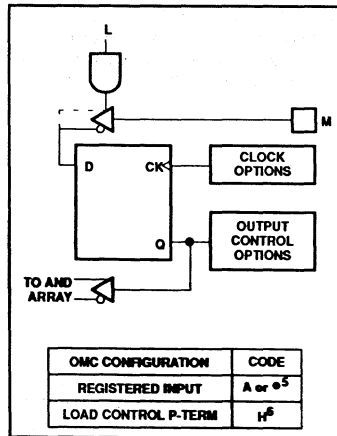 L
M
D
CK
CLOCK
OPTIONS
Q
OUTPUT
CONTROL
OPTIONS
TO AND
ARRAY
OMC CONFIGURATION CODE
REGISTERED INPUT A or ●5
LOAD CONTROL P-TERM H6